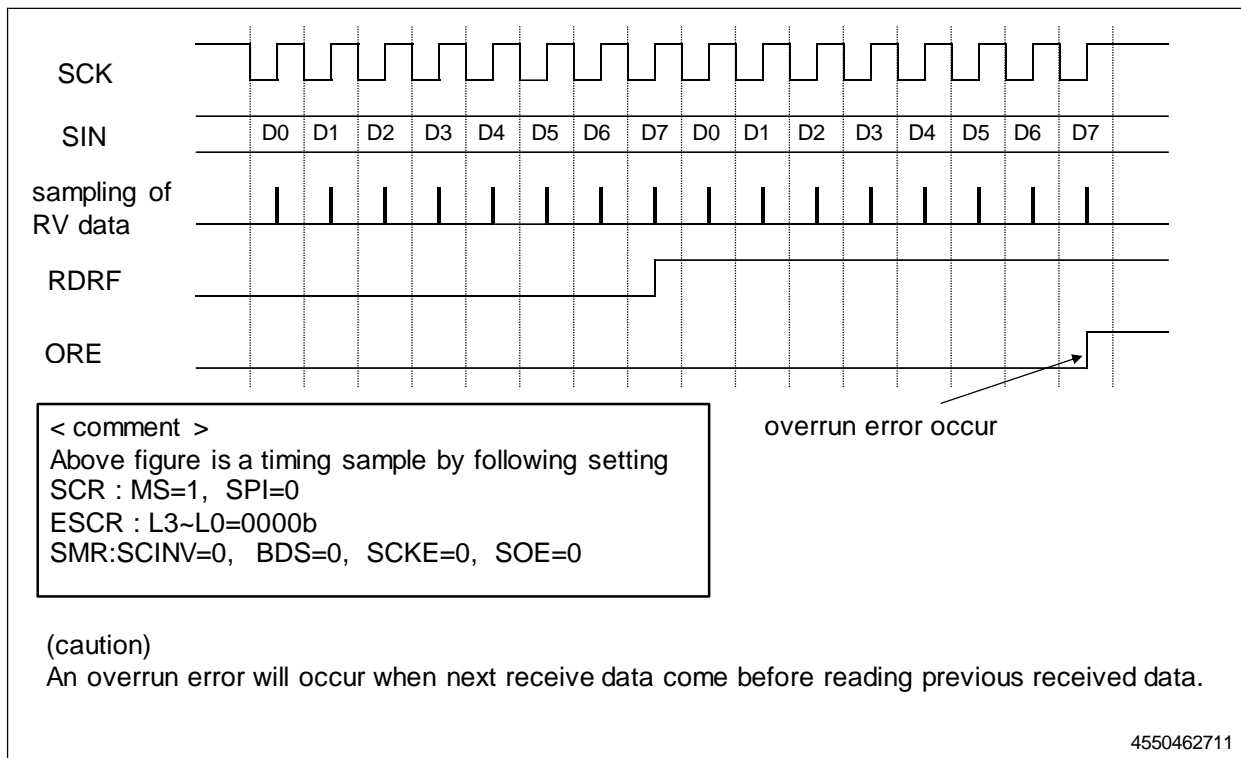 SCK
SIN D0 D1 D2 D3 D4 D5 D6 D7 D0 D1 D2 D3 D4 D5 D6 D7
sampling of
RV data
RDRF
ORE
overrun error occur
< comment >
Above figure is a timing sample by following setting
SCR : MS=1, SPI=0
ESCR : L3~L0=0000b
SMR:SCINV=0, BDS=0, SCKE=0, SOE=0
(caution)
An overrun error will occur when next receive data come before reading previous received data.
4550462711